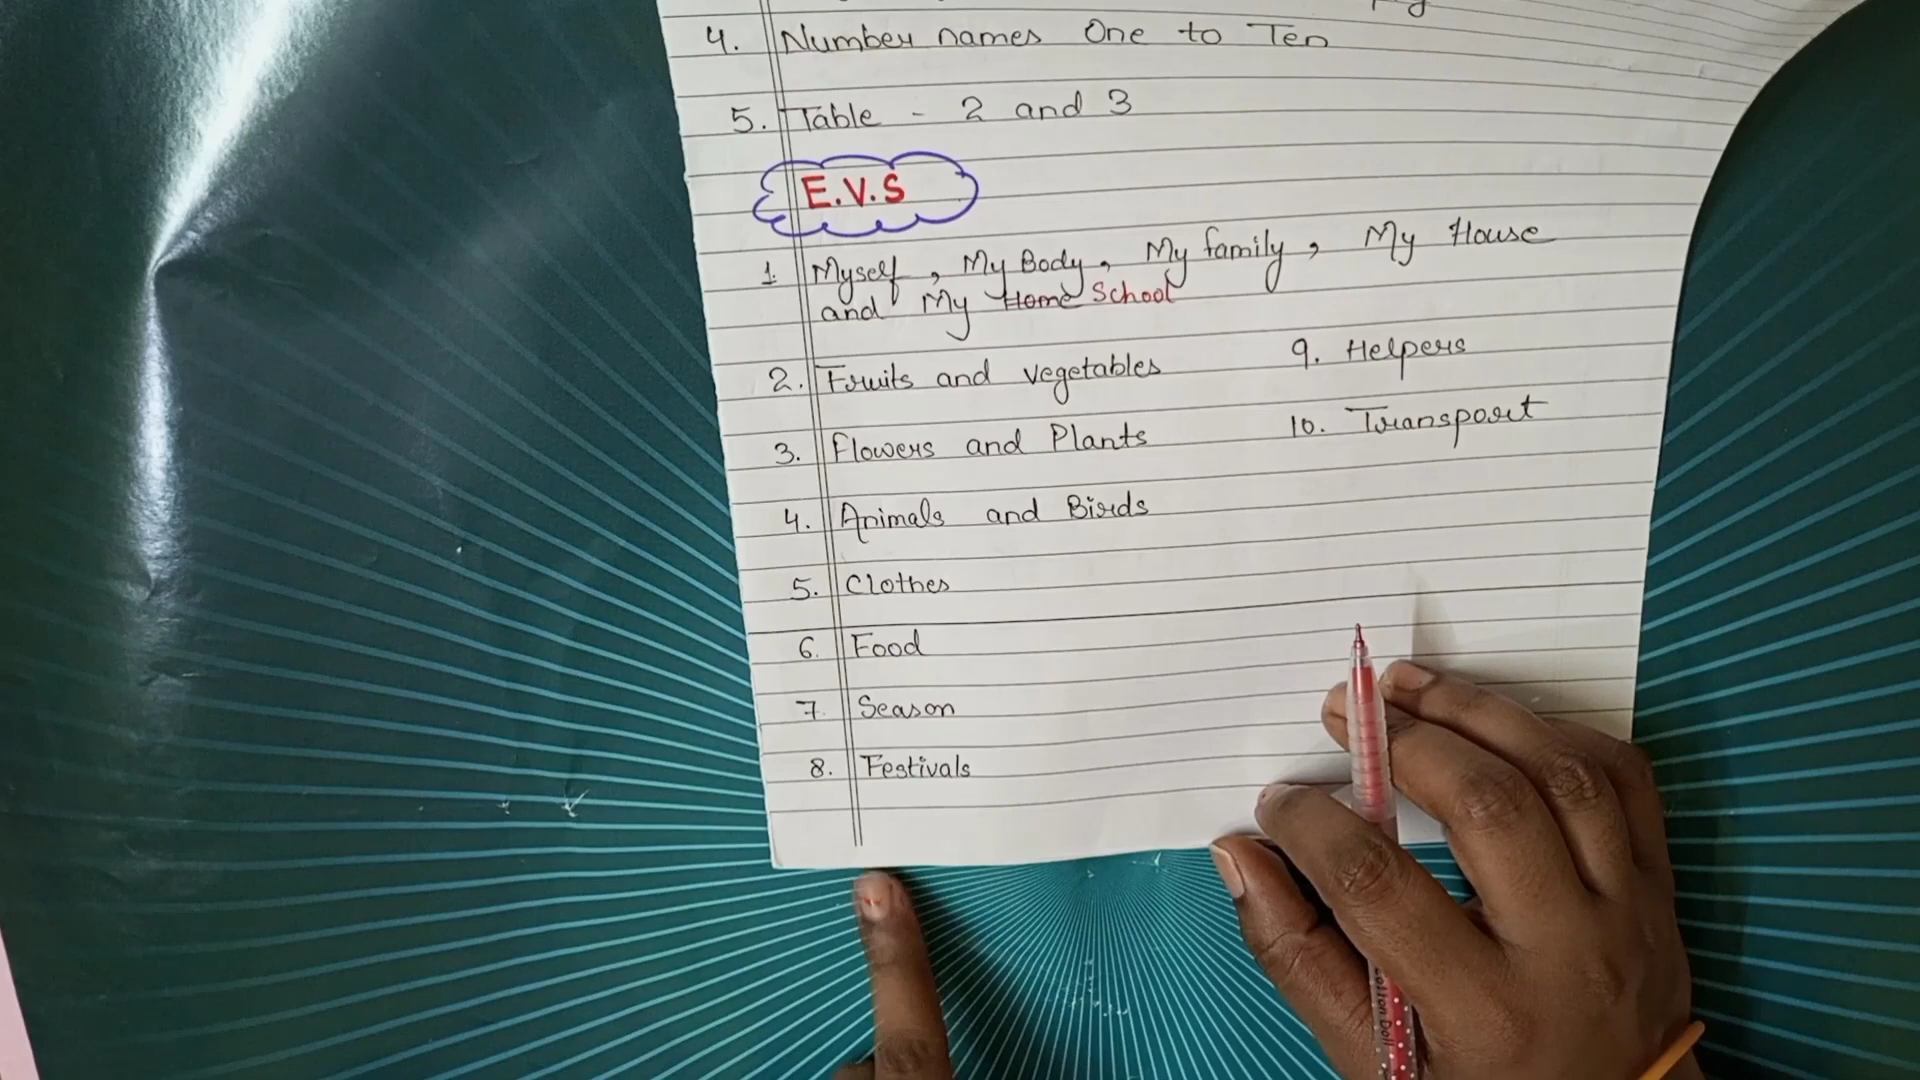 4. Number names One to Ten
5. Table - 2 and 3
E.V.S
1. Myself, My Body, My family, My House
and My Home School
2. Fruits and vegetables
3. Flowers and Plants
4. Animals and Birds
5. Clothes
6. Food
7. Season
8. Festivals
9. Helpers
10. Transport
Cotton Doll